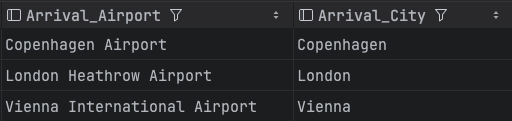 Arrival_Airport Arrival_City
Copenhagen Airport Copenhagen
London Heathrow Airport London
Vienna International Airport Vienna